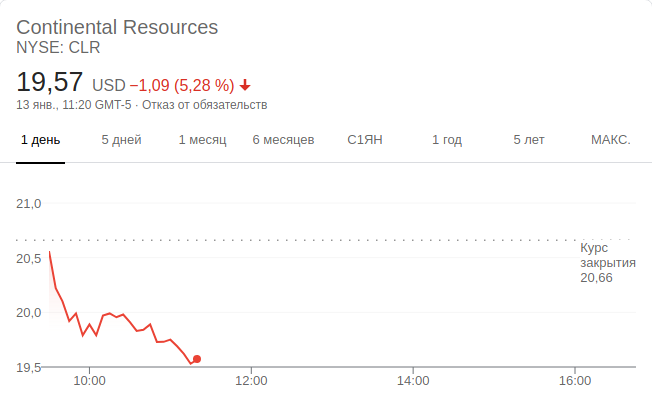 Continental Resources
NYSE: CLR
19,57 USD −1,09 (5,28 %)
13 янв., 11:20 GMT-5 · Отказ от обязательств
1 день 5 дней 1 месяц 6 месяцев С1ЯН 1 год 5 лет МАКС.
21,0
Курс
закрытия
20,66
20,5
20,0
19,5
10:00 12:00 14:00 16:00